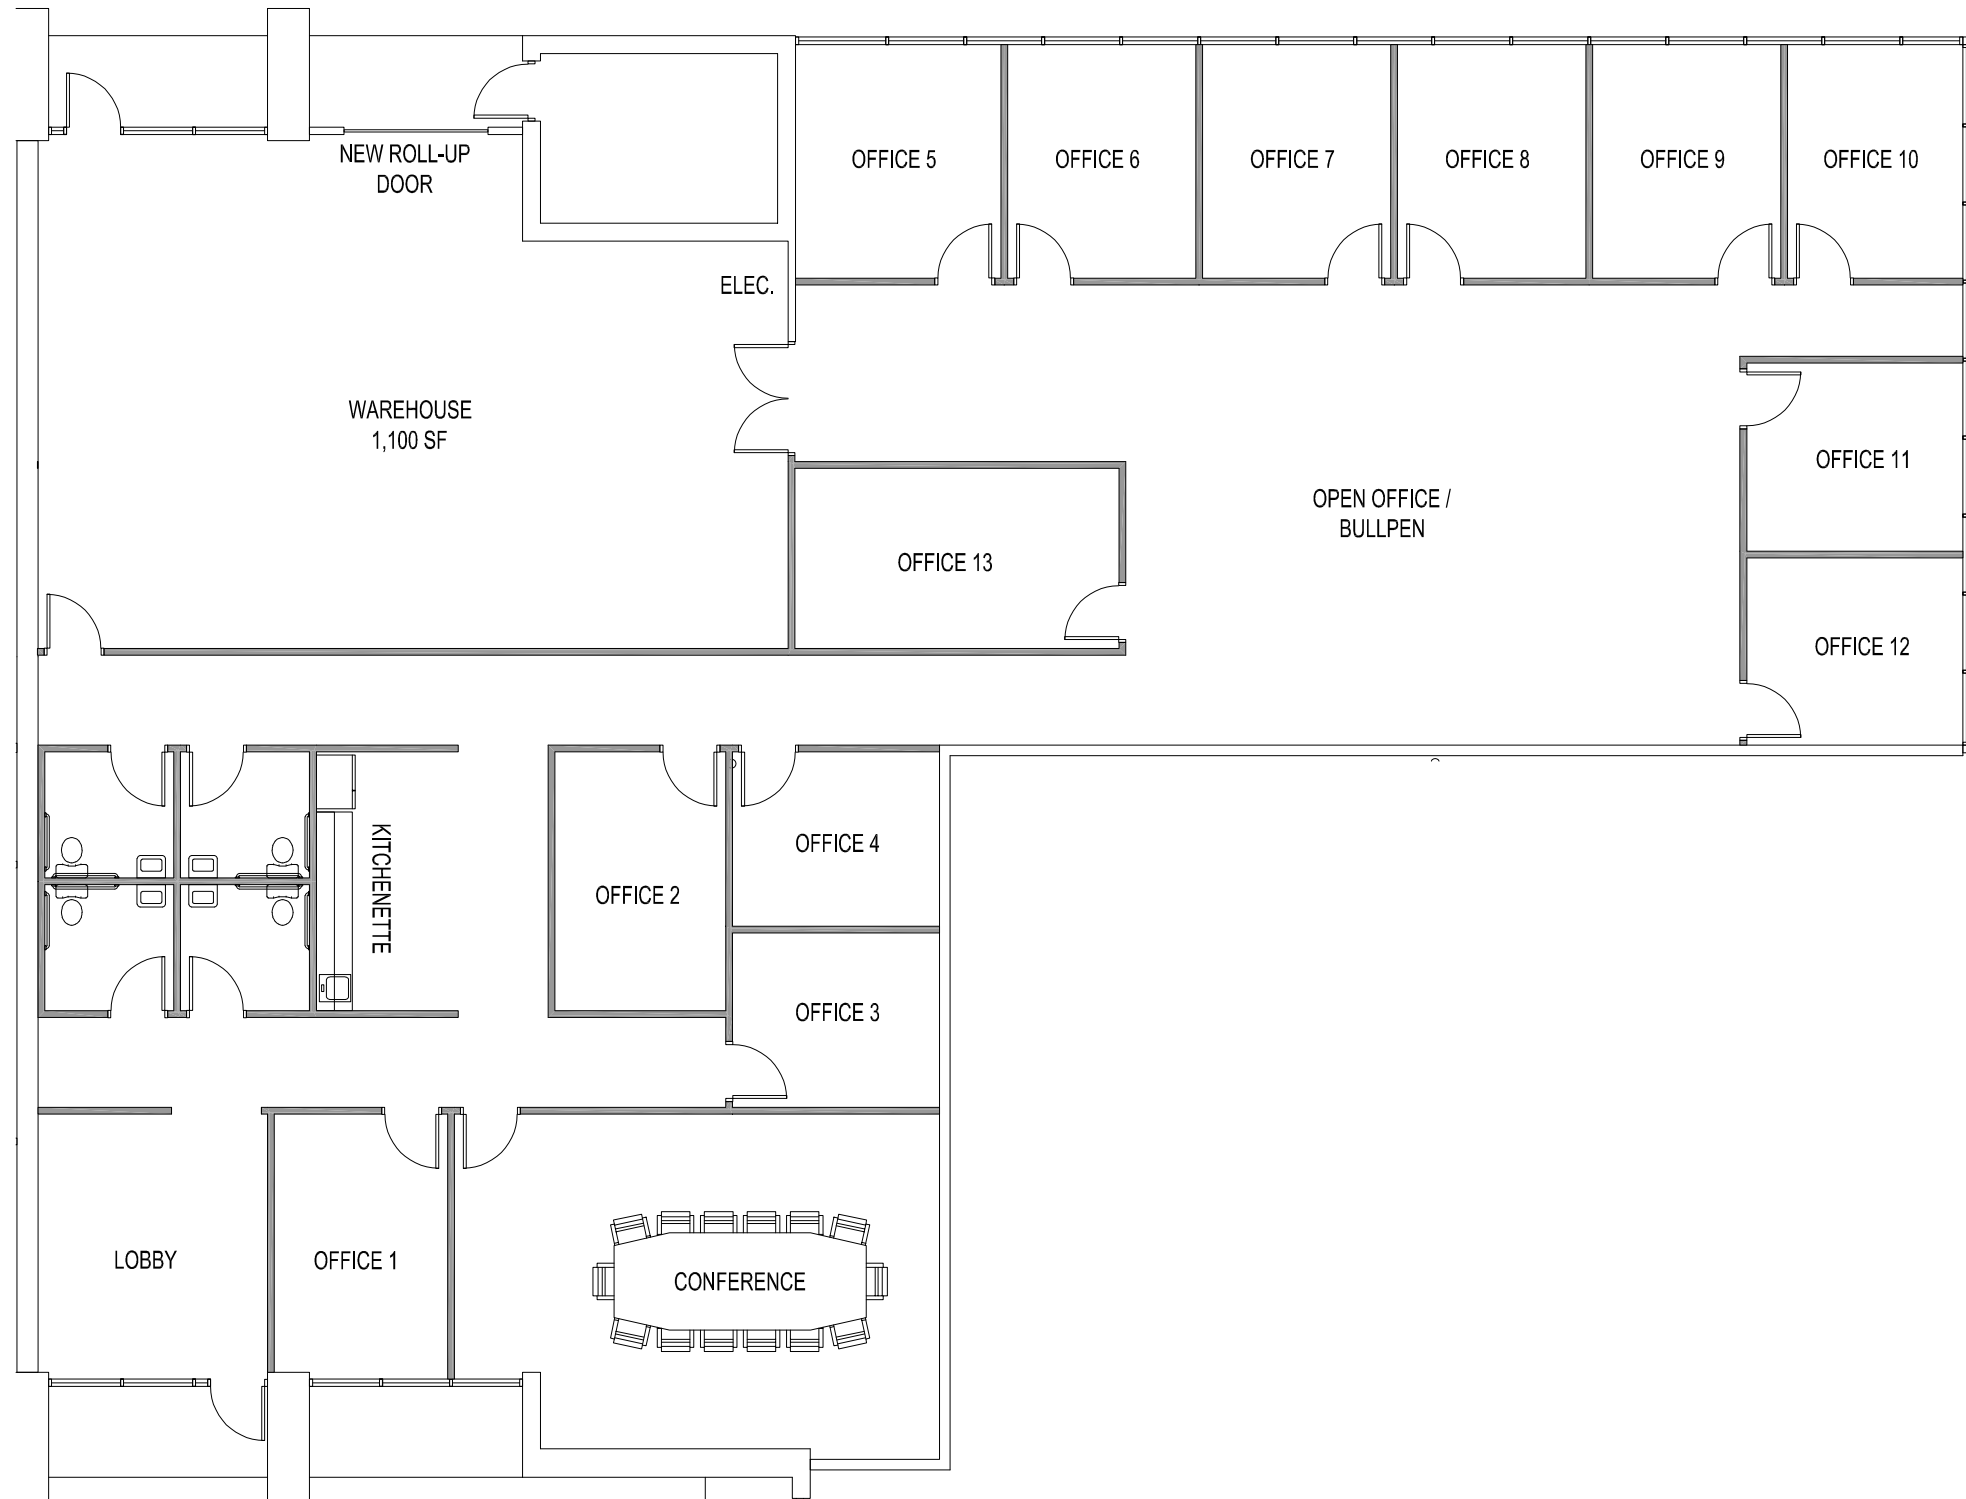 NEW ROLL-UP
DOOR
OFFICE 5
OFFICE 6
OFFICE 7
OFFICE 8
OFFICE 9
OFFICE 10
ELEC.
WAREHOUSE
1,100 SF
OFFICE 11
OPEN OFFICE /
BULLPEN
OFFICE 13
OFFICE 12
KITCHENETTE
OFFICE 4
OFFICE 2
OFFICE 3
LOBBY
OFFICE 1
CONFERENCE